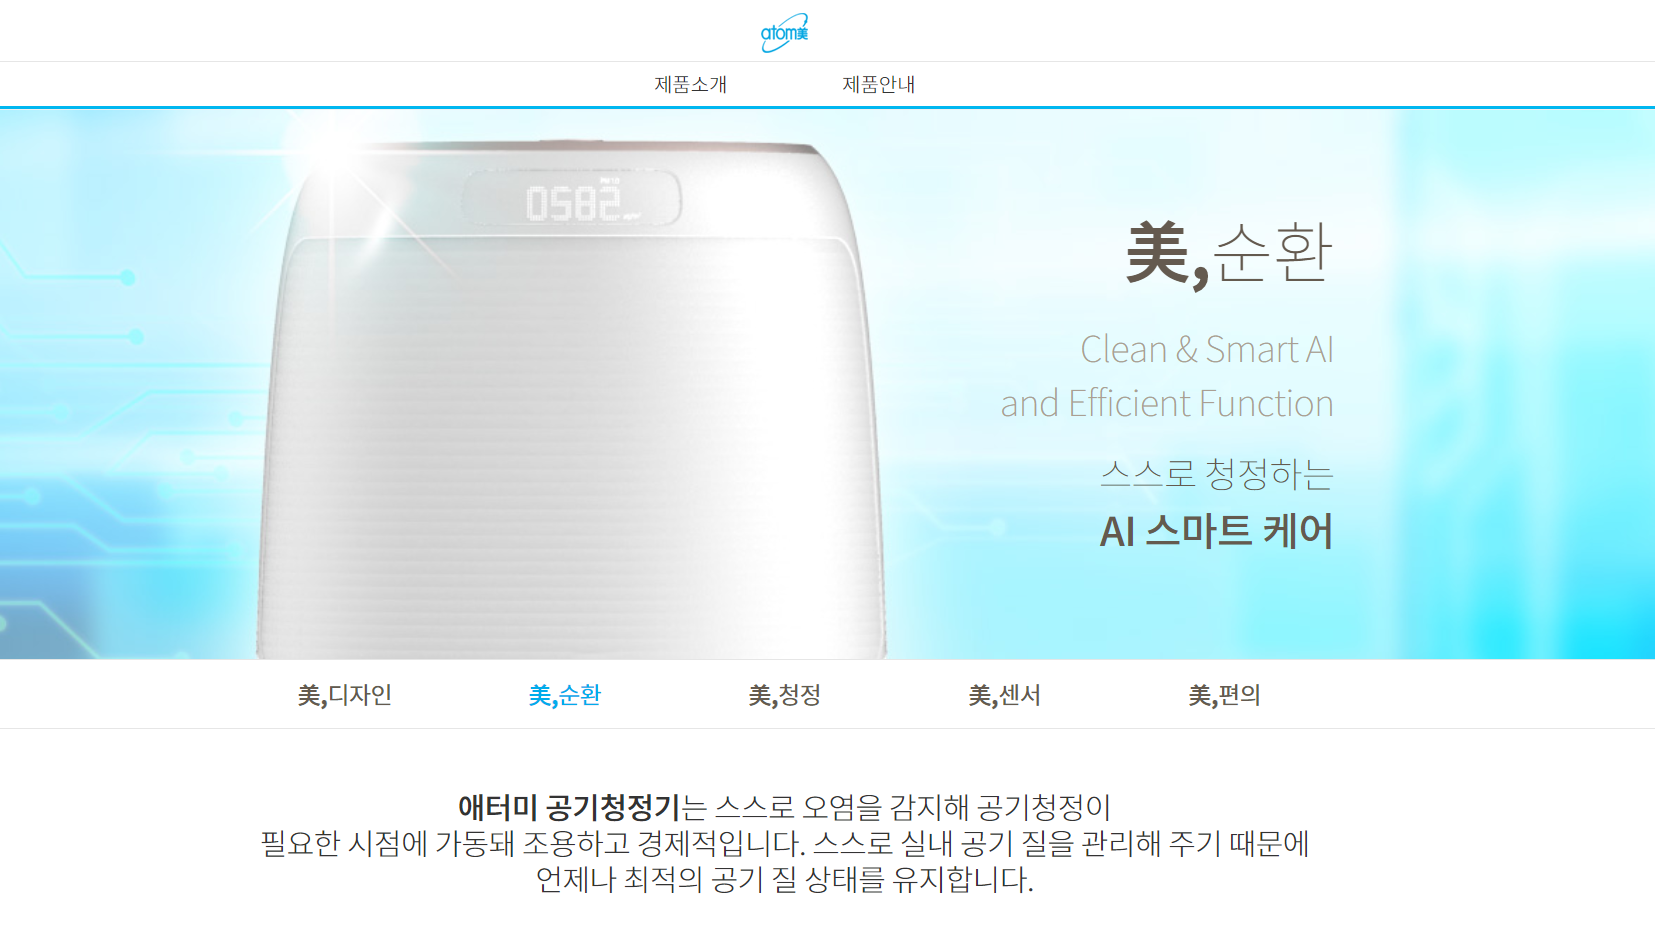 atom美
제품소개 제품안내
0582
美,순환
Clean & Smart AI
and Efficient Function
스스로 청정하는
AI 스마트 케어
美,디자인 美,순환 美,청정 美,센서 美,편의
애터미 공기청정기는 스스로 오염을 감지해 공기청정이
필요한 시점에 가동돼 조용하고 경제적입니다. 스스로 실내 공기 질을 관리해 주기 때문에
언제나 최적의 공기 질 상태를 유지합니다.